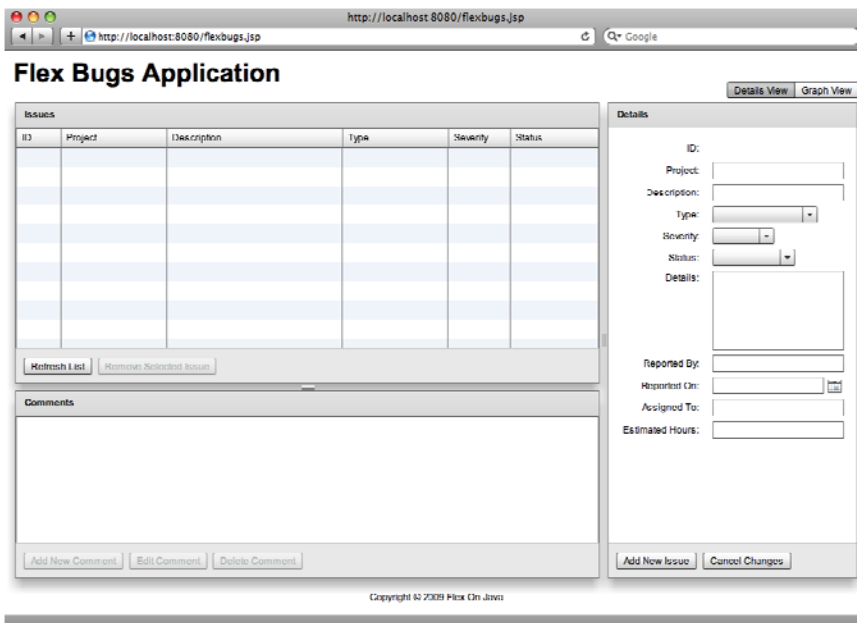 http://localhost:8080/flexbugs.jsp
http://localhost:8080/flexbugs.jsp
Google
Flex Bugs Application
Details View Graph View
Issues
ID Project Description Type Severity Status
Refresh List Remove Selected Issue
Comments
Add New Comment Edit Comment Delete Comment
Details
ID:
Project:
Description:
Type:
Severity:
Status:
Details:
Reported By:
Reported On:
Assigned To:
Estimated Hours:
Add New Issue Cancel Changes
Copyright © 2009 Flex On Java